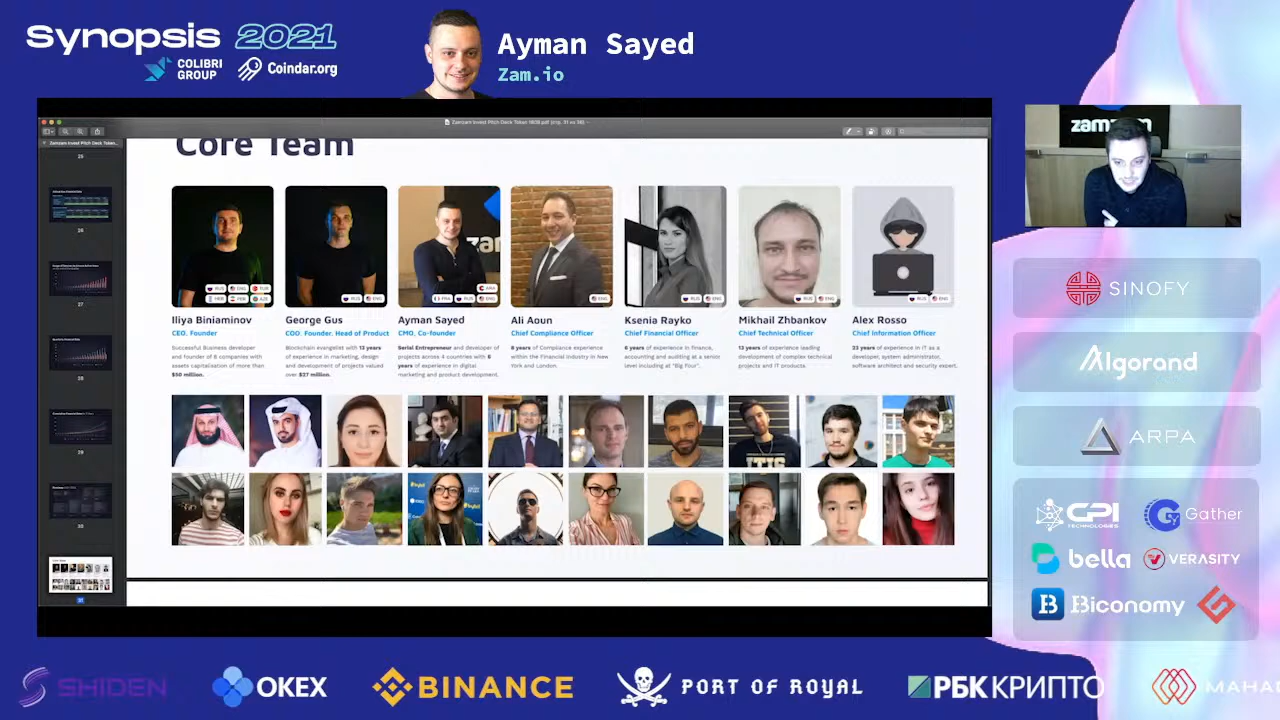 Synopsis 2021
COLIBRI GROUP
Coindar.org
Ayman Sayed
Zam.io
Core Team
zamzam
Iliya Biniaminov
CEO, Founder
Successful Business developer
and founder of 8 companies with
assets capitalisation of more than
$50 million.
George Gus
COO, Founder, Head of Product
Blockchain evangelist with 13 years
of experience in marketing, design
and development of projects valued
over $27 million.
Ayman Sayed
CMO, Co-founder
Serial Entrepreneur and developer of
projects across 4 countries with 8
years of experience in digital
marketing and product development.
Ali Aoun
Chief Compliance Officer
6 years of Compliance experience
within the Financial industry in New
York and London.
Ksenia Rayko
Chief Financial Officer
6 years of experience in finance,
accounting and auditing at a senior
level including at "Big Four".
Mikhail Zhbankov
Chief Technical Officer
13 years of experience leading
development of complex technical
projects and IT products.
Alex Rosso
Chief Information Officer
23 years of experience in IT as a
developer, system administrator,
software architect and security expert.
SINOFY
Algorand
ARPA
CPI
TECHNOLOGIES
Gather
bella
VERASITY
Biconomy
SHIDEN
OKEX
BINANCE
PORT OF ROYAL
РБК КРИПТО